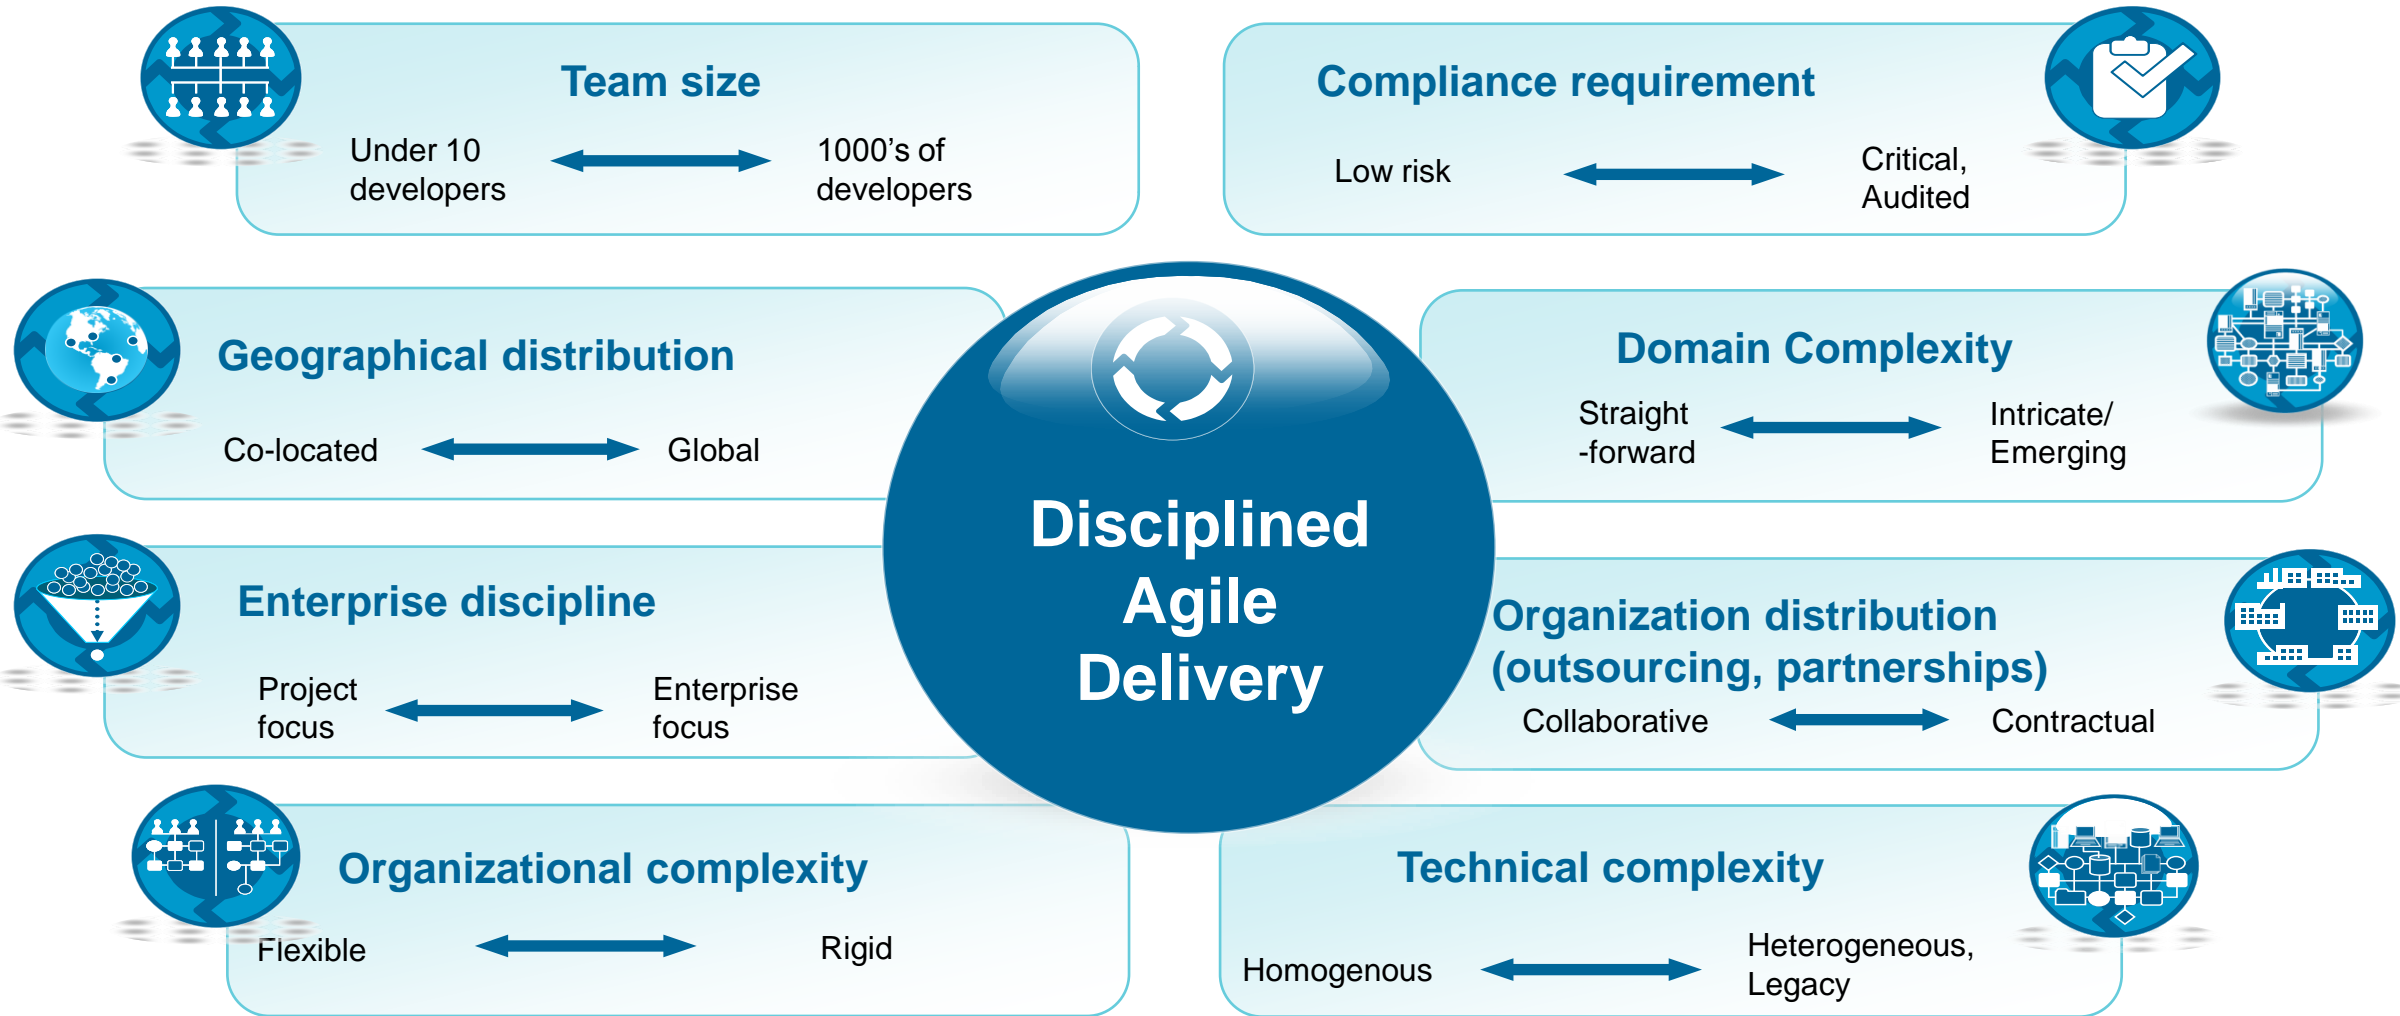 Team size
Under 10
developers
1000’s of
developers
Compliance requirement
Low risk
Critical,
Audited
Geographical distribution
Co-located
Global
Domain Complexity
Straight
-forward
Intricate/
Emerging
Disciplined
Agile
Delivery
Enterprise discipline
Project
focus
Enterprise
focus
Organization distribution
(outsourcing, partnerships)
Collaborative
Contractual
Organizational complexity
Flexible
Rigid
Technical complexity
Homogenous
Heterogeneous,
Legacy